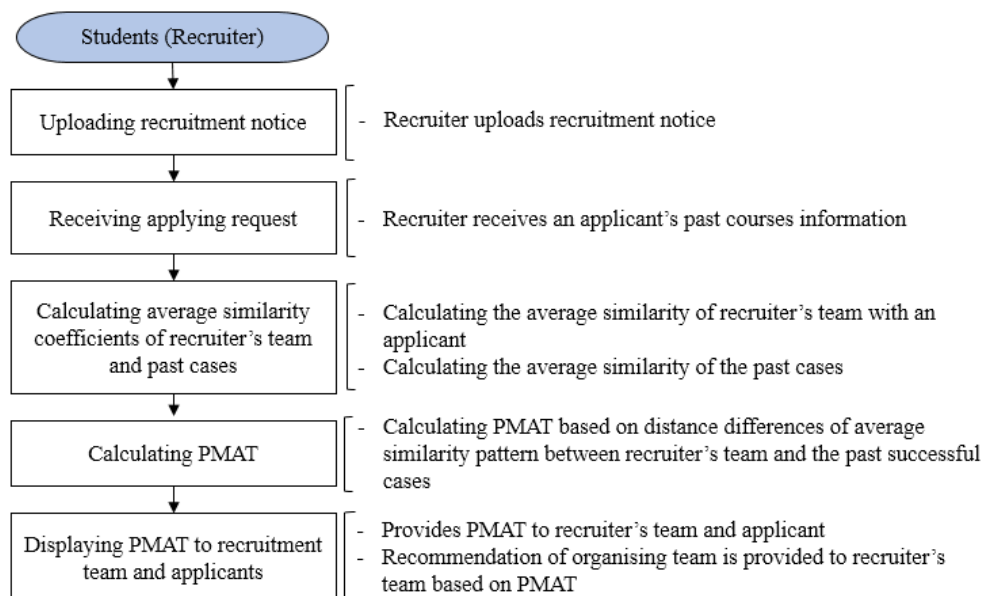 Students (Recruiter)
Uploading recruitment notice
- Recruiter uploads recruitment notice
Receiving applying request
- Recruiter receives an applicant’s past courses information
Calculating average similarity
coefficients of recruiter’s team
and past cases
- Calculating the average similarity of recruiter’s team with an
applicant
- Calculating the average similarity of the past cases
Calculating PMAT
- Calculating PMAT based on distance differences of average
similarity pattern between recruiter’s team and the past successful
cases
Displaying PMAT to recruitment
team and applicants
- Provides PMAT to recruiter’s team and applicant
- Recommendation of organising team is provided to recruiter’s
team based on PMAT